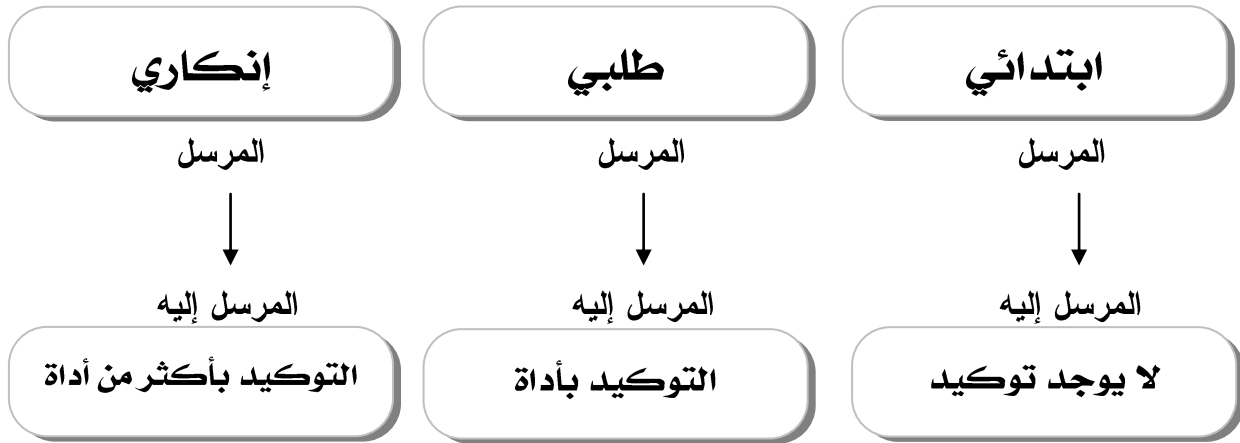 ابتدائي
طلبي
إنكاري
المرسل
المرسل
المرسل
المرسل إليه
المرسل إليه
المرسل إليه
لا يوجد توكيد
التوكيد بأداة
التوكيد بأكثر من أداة